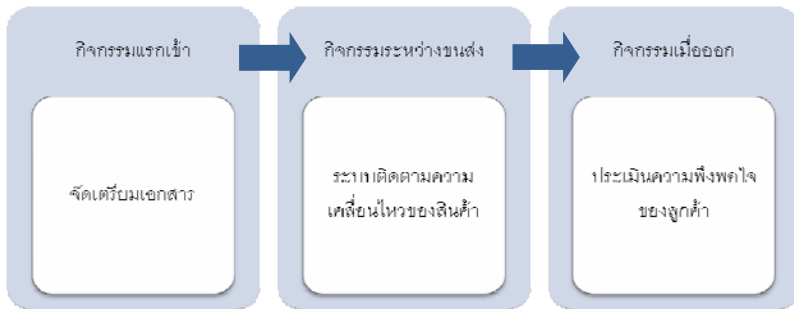 กิจกรรมแรกเข้า
จัดเตรียมเอกสาร
กิจกรรมระหว่างขนส่ง
ระบบติดตามความ
เคลื่อนไหวของสินค้า
กิจกรรมเมื่อออก
ประเมินความพึงพอใจ
ของลูกค้า